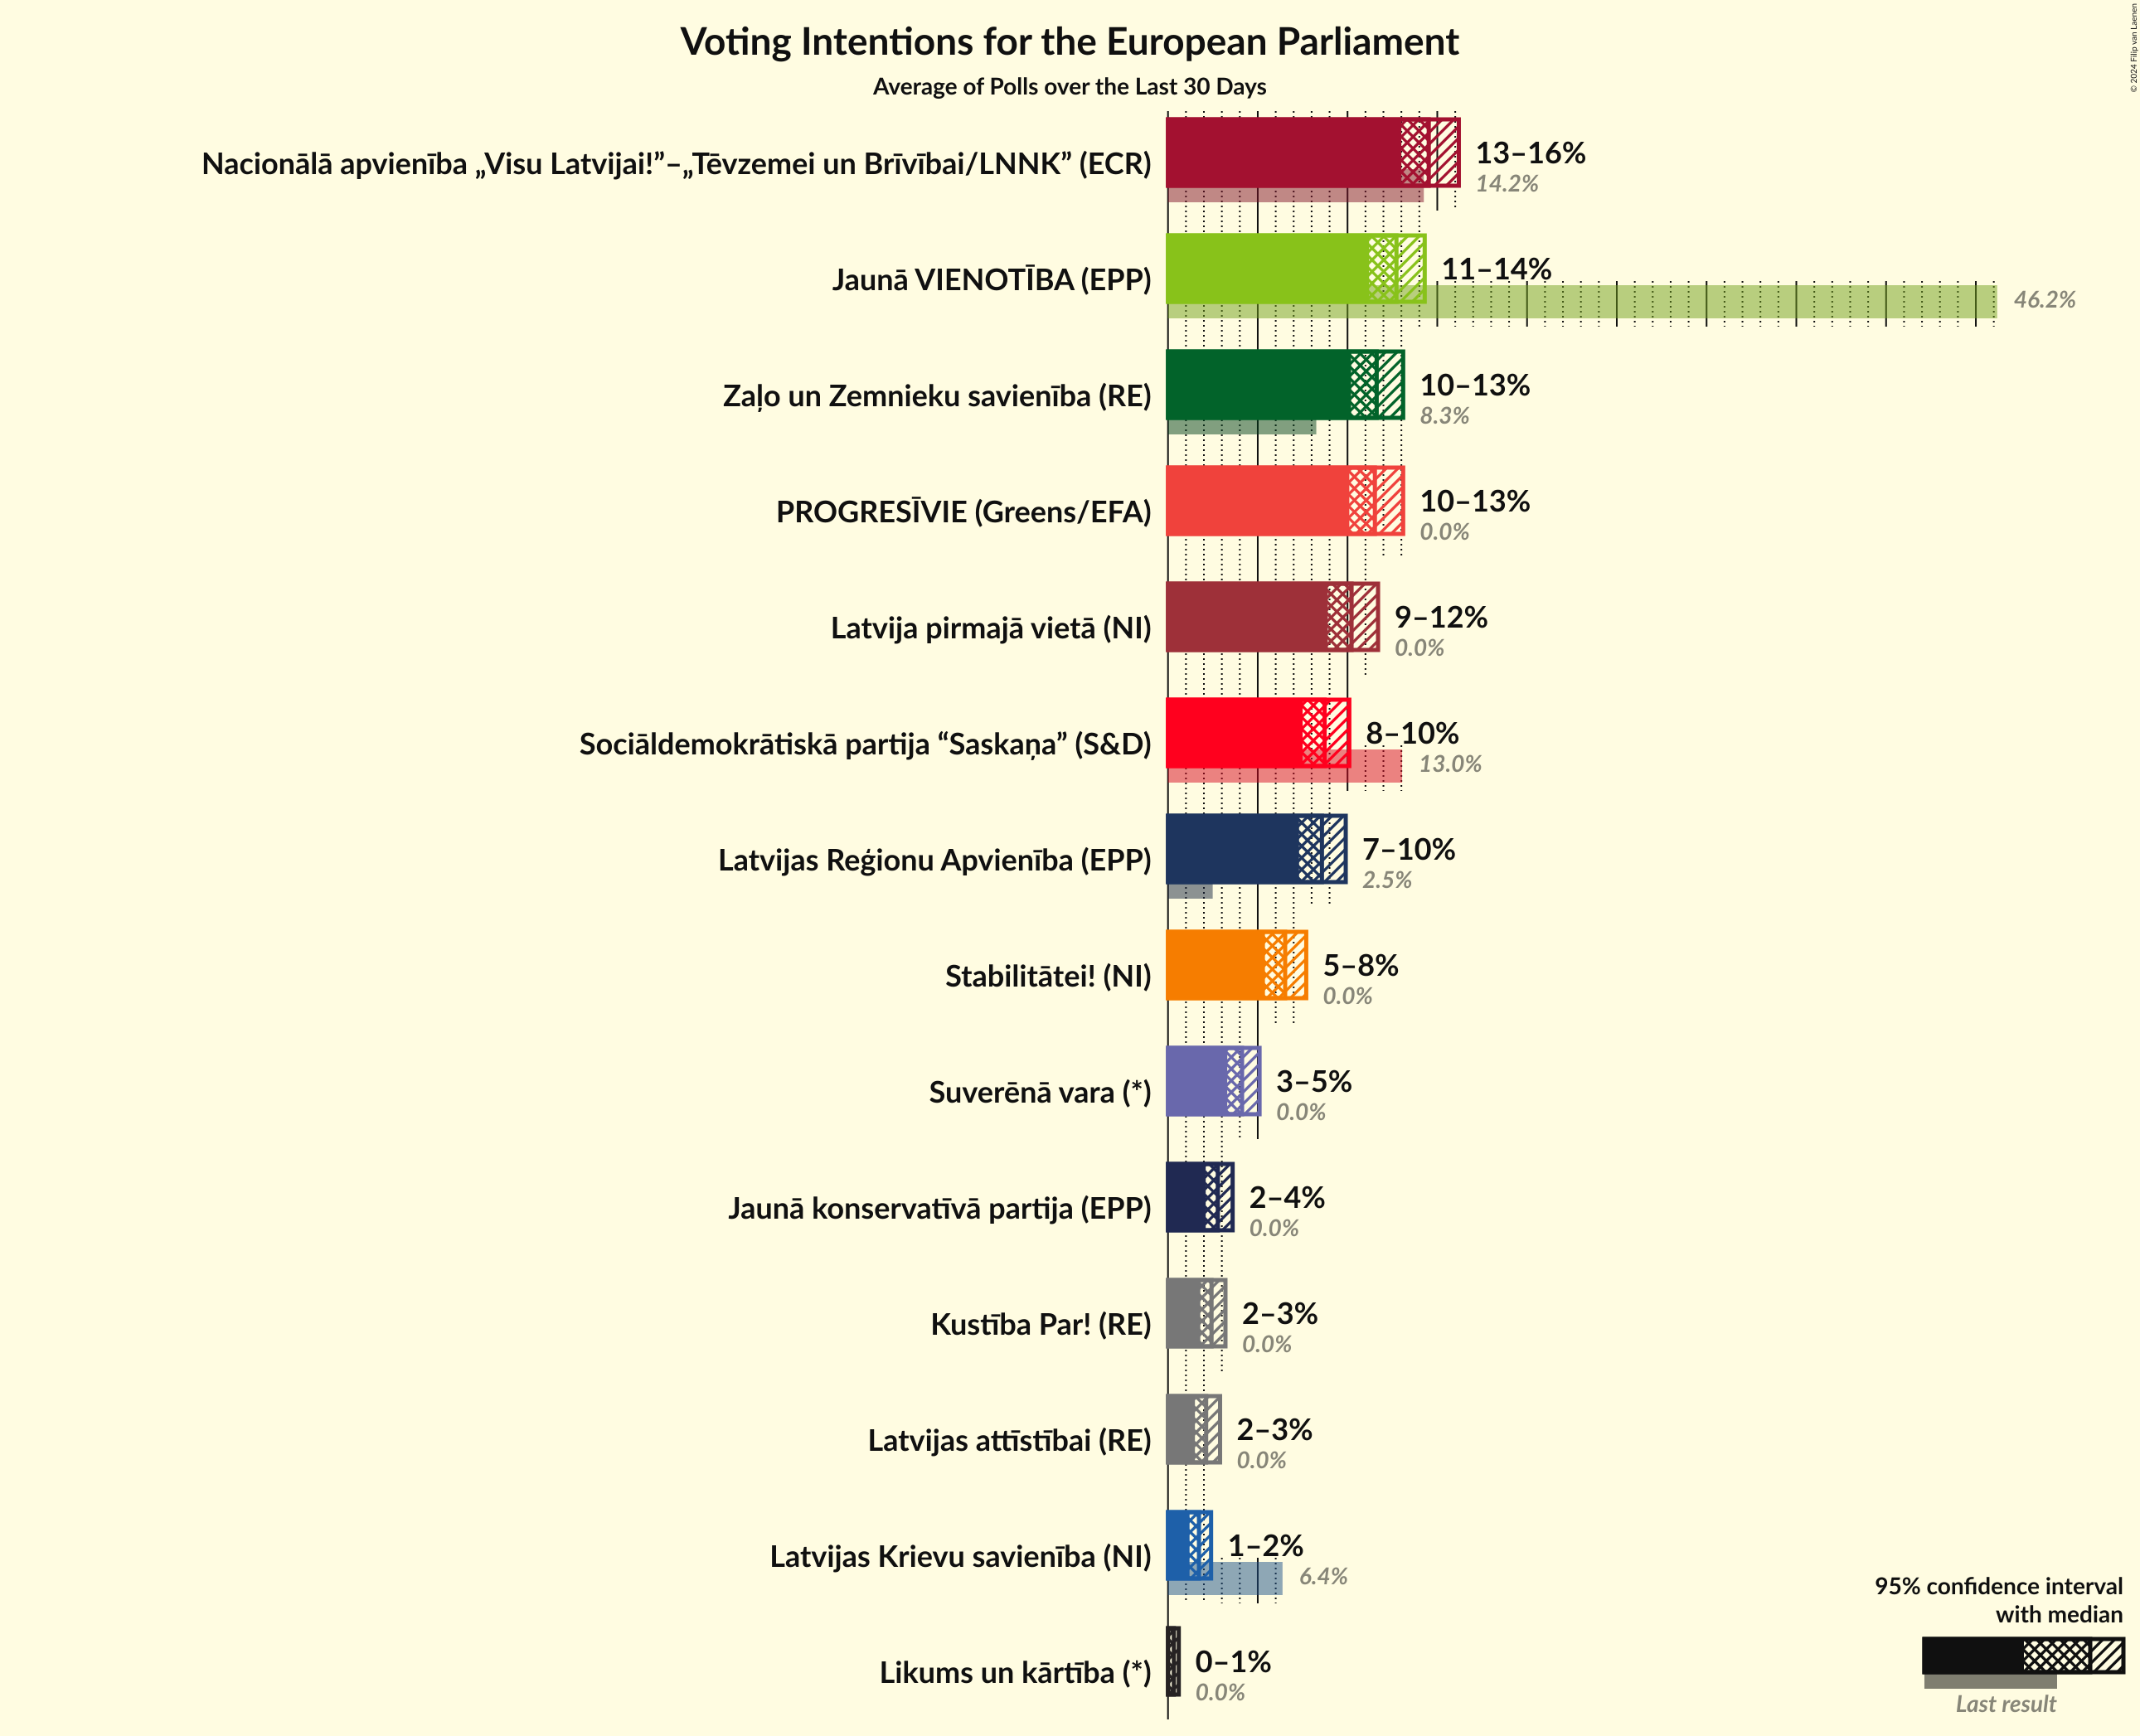 Voting Intentions for the European Parliament
Average of Polls over the Last 30 Days
© 2024 Filip van Laenen
Nacionālā apvienība „Visu Latvijai!”–„Tēvzemei un Brīvībai/LNNK” (ECR)
13–16%
14.2%
Jaunā VIENOTĪBA (EPP)
11–14%
46.2%
Zaļo un Zemnieku savienība (RE)
10–13%
8.3%
PROGRESĪVIE (Greens/EFA)
10–13%
0.0%
Latvija pirmajā vietā (NI)
9–12%
0.0%
Sociāldemokrātiskā partija “Saskaņa” (S&D)
8–10%
13.0%
Latvijas Reģionu Apvienība (EPP)
7–10%
2.5%
Stabilitātei! (NI)
5–8%
0.0%
Suverēnā vara (*)
3–5%
0.0%
Jaunā konservatīvā partija (EPP)
2–4%
0.0%
Kustība Par! (RE)
2–3%
0.0%
Latvijas attīstībai (RE)
2–3%
0.0%
Latvijas Krievu savienība (NI)
1–2%
6.4%
Likums un kārtība (*)
0–1%
0.0%
95% confidence interval
with median
Last result